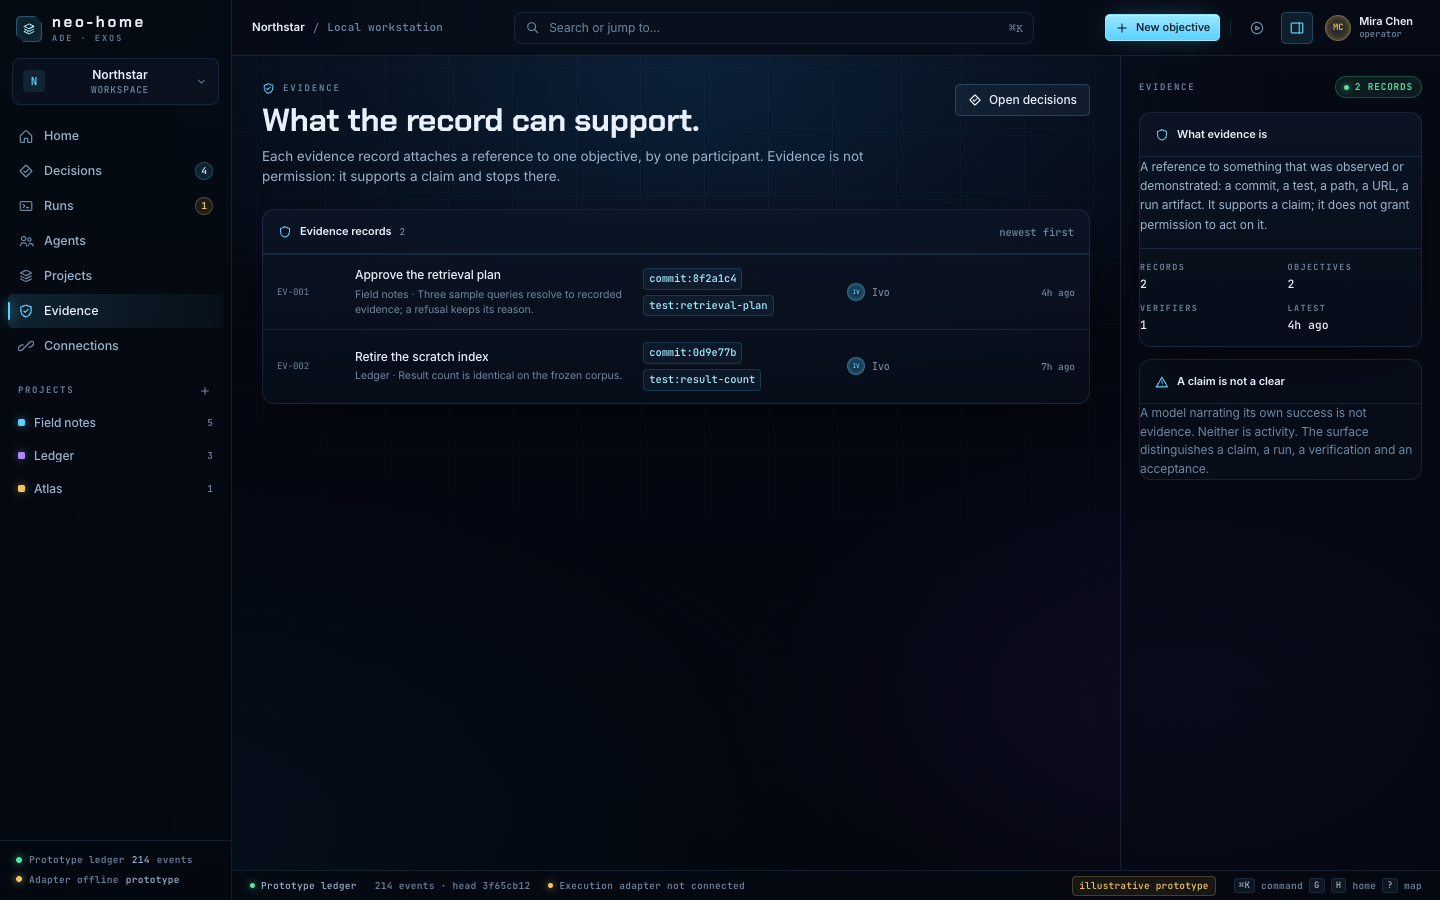 neo-home
ADE · EXOS
N
Northstar
WORKSPACE
Home
Decisions 4
Runs 1
Agents
Projects
Evidence
Connections
PROJECTS
Field notes 5
Ledger 3
Atlas 1
Prototype ledger 214 events
Adapter offline prototype
Northstar / Local workstation
Search or jump to... ⌘K
New objective
MC
Mira Chen
operator
EVIDENCE
What the record can support.
Each evidence record attaches a reference to one objective, by one participant. Evidence is not
permission: it supports a claim and stops there.
Open decisions
Evidence records 2
newest first
EV-001
Approve the retrieval plan
Field notes · Three sample queries resolve to recorded
evidence; a refusal keeps its reason.
commit:8f2a1c4
test:retrieval-plan
IV Ivo
4h ago
EV-002
Retire the scratch index
Ledger · Result count is identical on the frozen corpus.
commit:0d9e77b
test:result-count
IV Ivo
7h ago
EVIDENCE
2 RECORDS
What evidence is
A reference to something that was observed or
demonstrated: a commit, a test, a path, a URL, a
run artifact. It supports a claim; it does not grant
permission to act on it.
RECORDS OBJECTIVES
2 2
VERIFIERS LATEST
1 4h ago
A claim is not a clear
A model narrating its own success is not
evidence. Neither is activity. The surface
distinguishes a claim, a run, a verification and an
acceptance.
Prototype ledger 214 events · head 3f65cb12 Execution adapter not connected
illustrative prototype
⌘K command G H home ? map